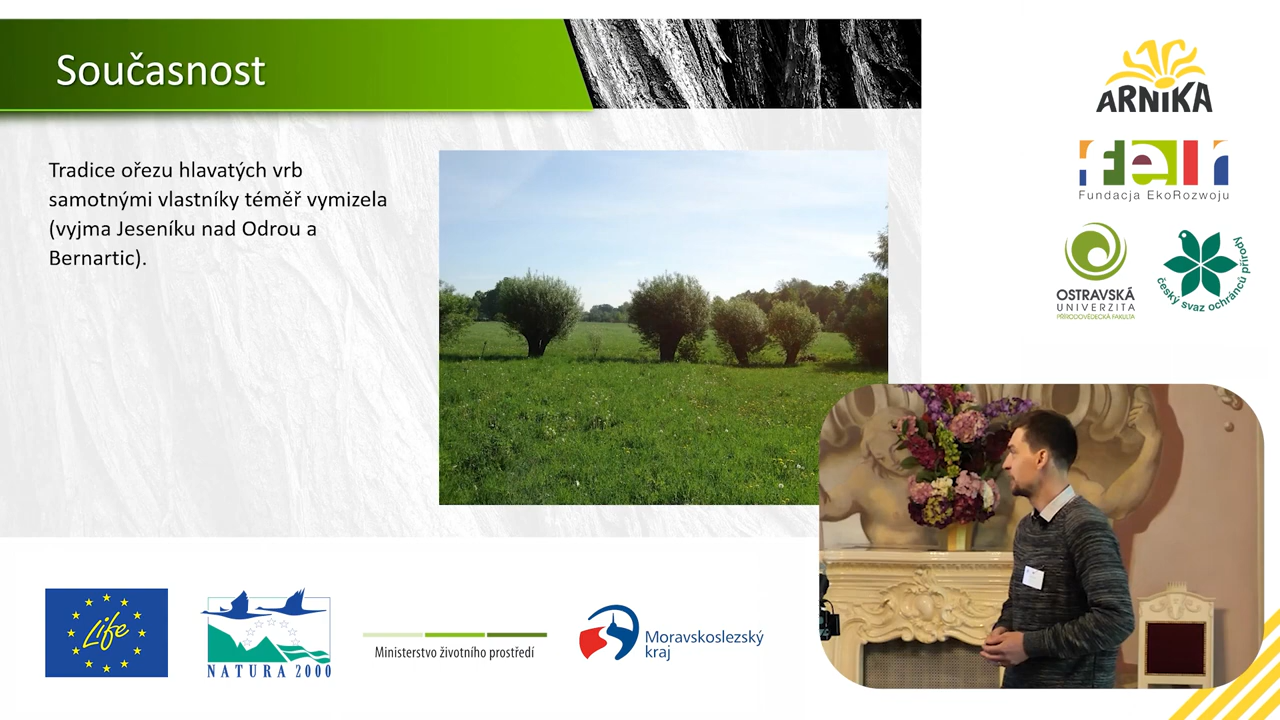 Současnost
Tradice ořezu hlavatých vrb
samotnými vlastníky téměř vymizela
(vyjma Jeseníku nad Odrou a
Bernartic).
ARNIKA
feri
Fundacja EkoRozwoju
OSTRAVSKÁ
UNIVERZITA
PŘÍRODOVĚDECKÁ FAKULTA
český svaz ochránců přírody
Life
NATURA 2000
Ministerstvo životního prostředí
Moravskoslezský
kraj